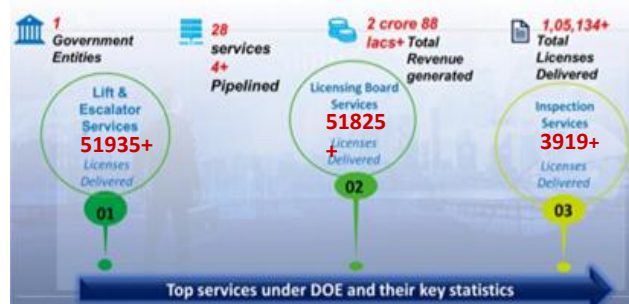 1
Government
Entities
28
services
4+
Pipelined
2 crore 88
lacs+ Total
Revenue
generated
1,05,134+
Total
Licenses
Delivered
Lift &
Escalator
Services
51935+
Licenses
Delivered
01
Licensing Board
Services
51825
+
Licenses
Delivered
02
Inspection
Services
3919+
Licenses
Delivered
03
Top services under DOE and their key statistics